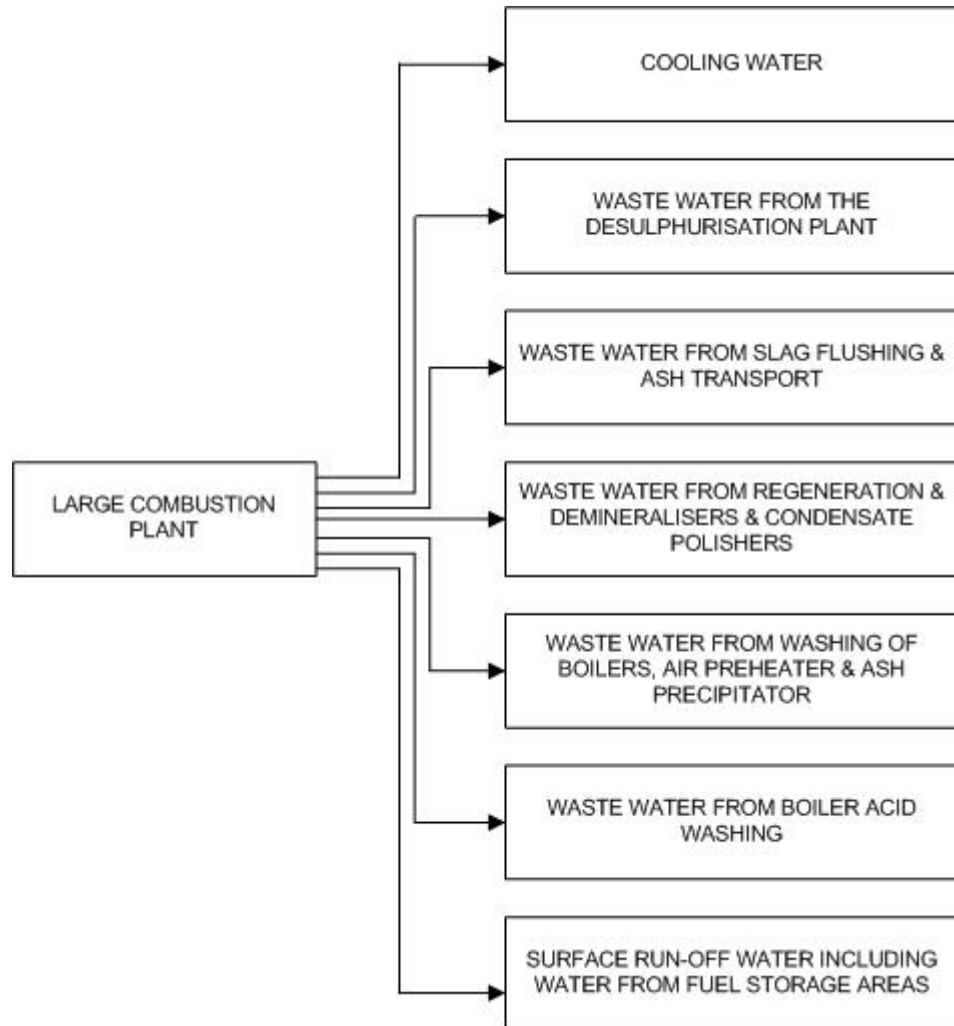 COOLING WATER
WASTE WATER FROM THE
DESULPHURISATION PLANT
WASTE WATER FROM SLAG FLUSHING &
ASH TRANSPORT
LARGE COMBUSTION
PLANT
WASTE WATER FROM REGENERATION &
DEMINERALISERS & CONDENSATE
POLISHERS
WASTE WATER FROM WASHING OF
BOILERS, AIR PREHEATER & ASH
PRECIPITATOR
WASTE WATER FROM BOILER ACID
WASHING
SURFACE RUN-OFF WATER INCLUDING
WATER FROM FUEL STORAGE AREAS